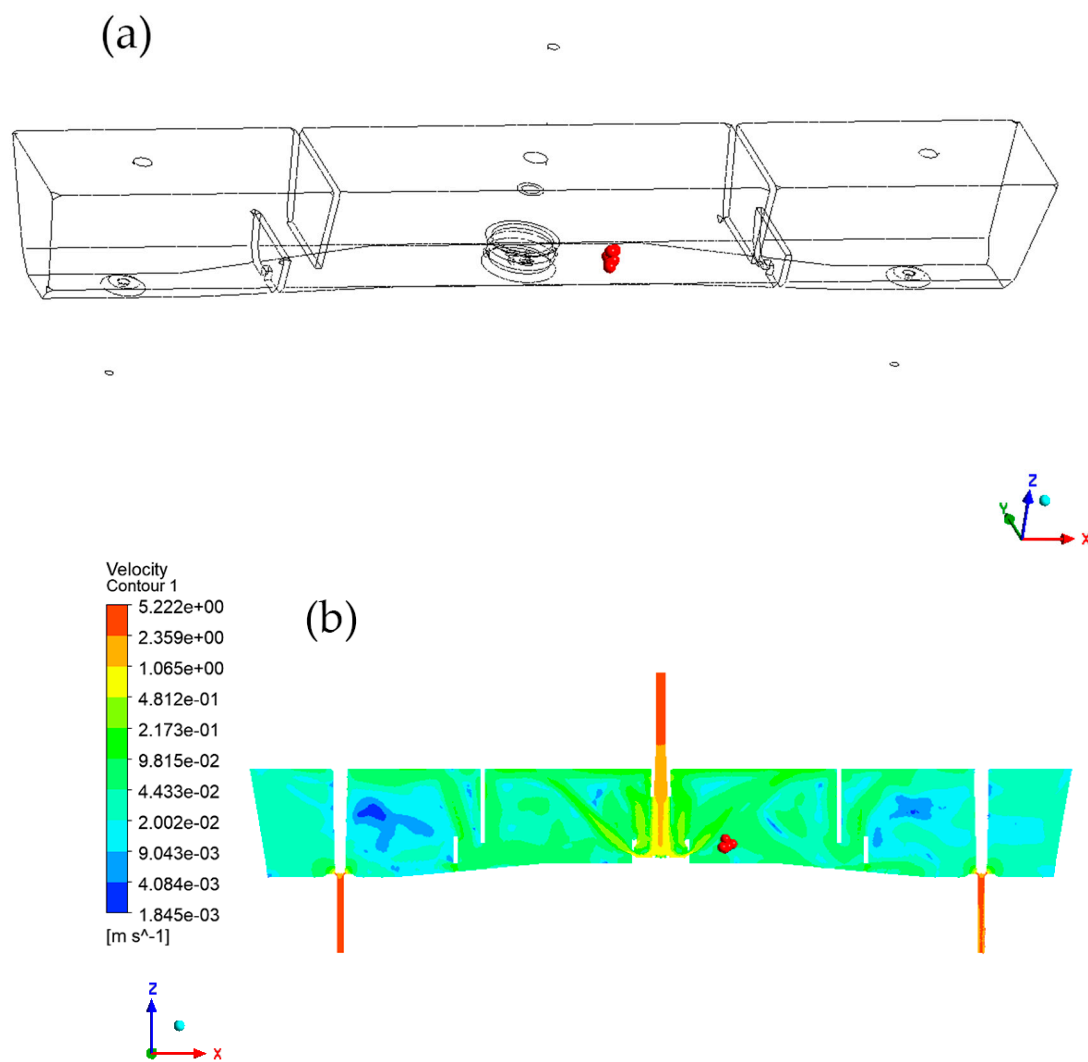 (a)
Z
Y
X
Velocity
Contour 1
5.222e+00
2.359e+00
1.065e+00
4.812e-01
2.173e-01
9.815e-02
4.433e-02
2.002e-02
9.043e-03
4.084e-03
1.845e-03
[m s^-1]
(b)
Z
X